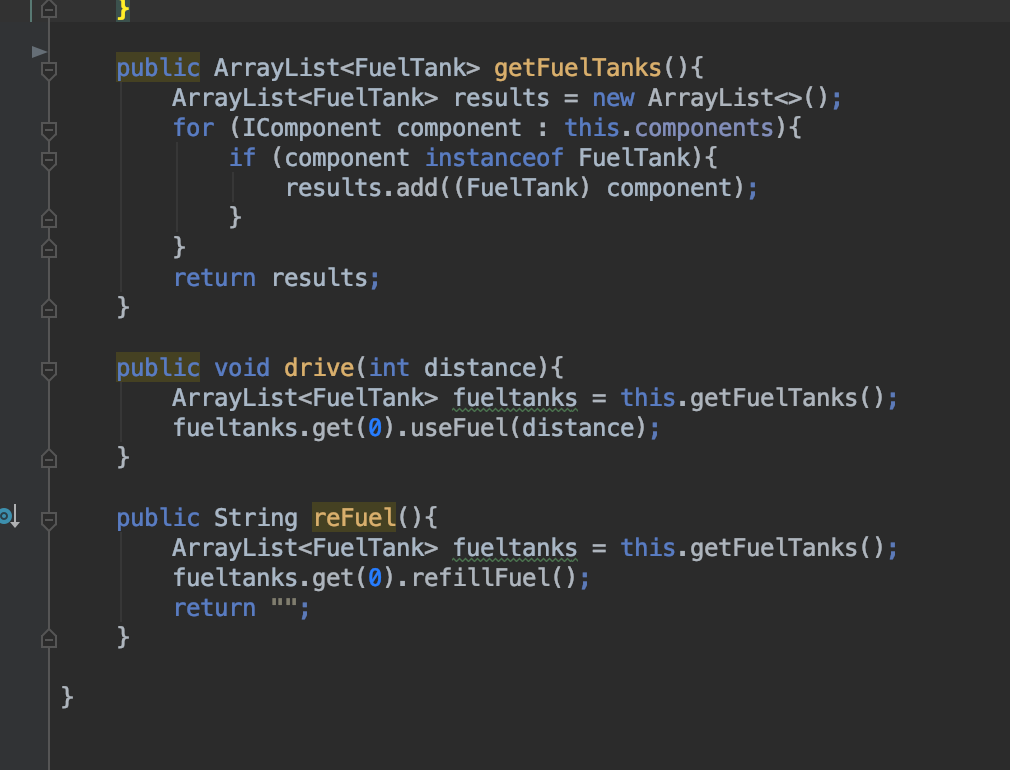 }
public ArrayList<FuelTank> getFuelTanks(){
ArrayList<FuelTank> results = new ArrayList<>();
for (IComponent component : this.components){
if (component instanceof FuelTank){
results.add((FuelTank) component);
}
}
return results;
}
public void drive(int distance){
ArrayList<FuelTank> fueltanks = this.getFuelTanks();
fueltanks.get(0).useFuel(distance);
}
public String reFuel(){
ArrayList<FuelTank> fueltanks = this.getFuelTanks();
fueltanks.get(0).refillFuel();
return "";
}
}